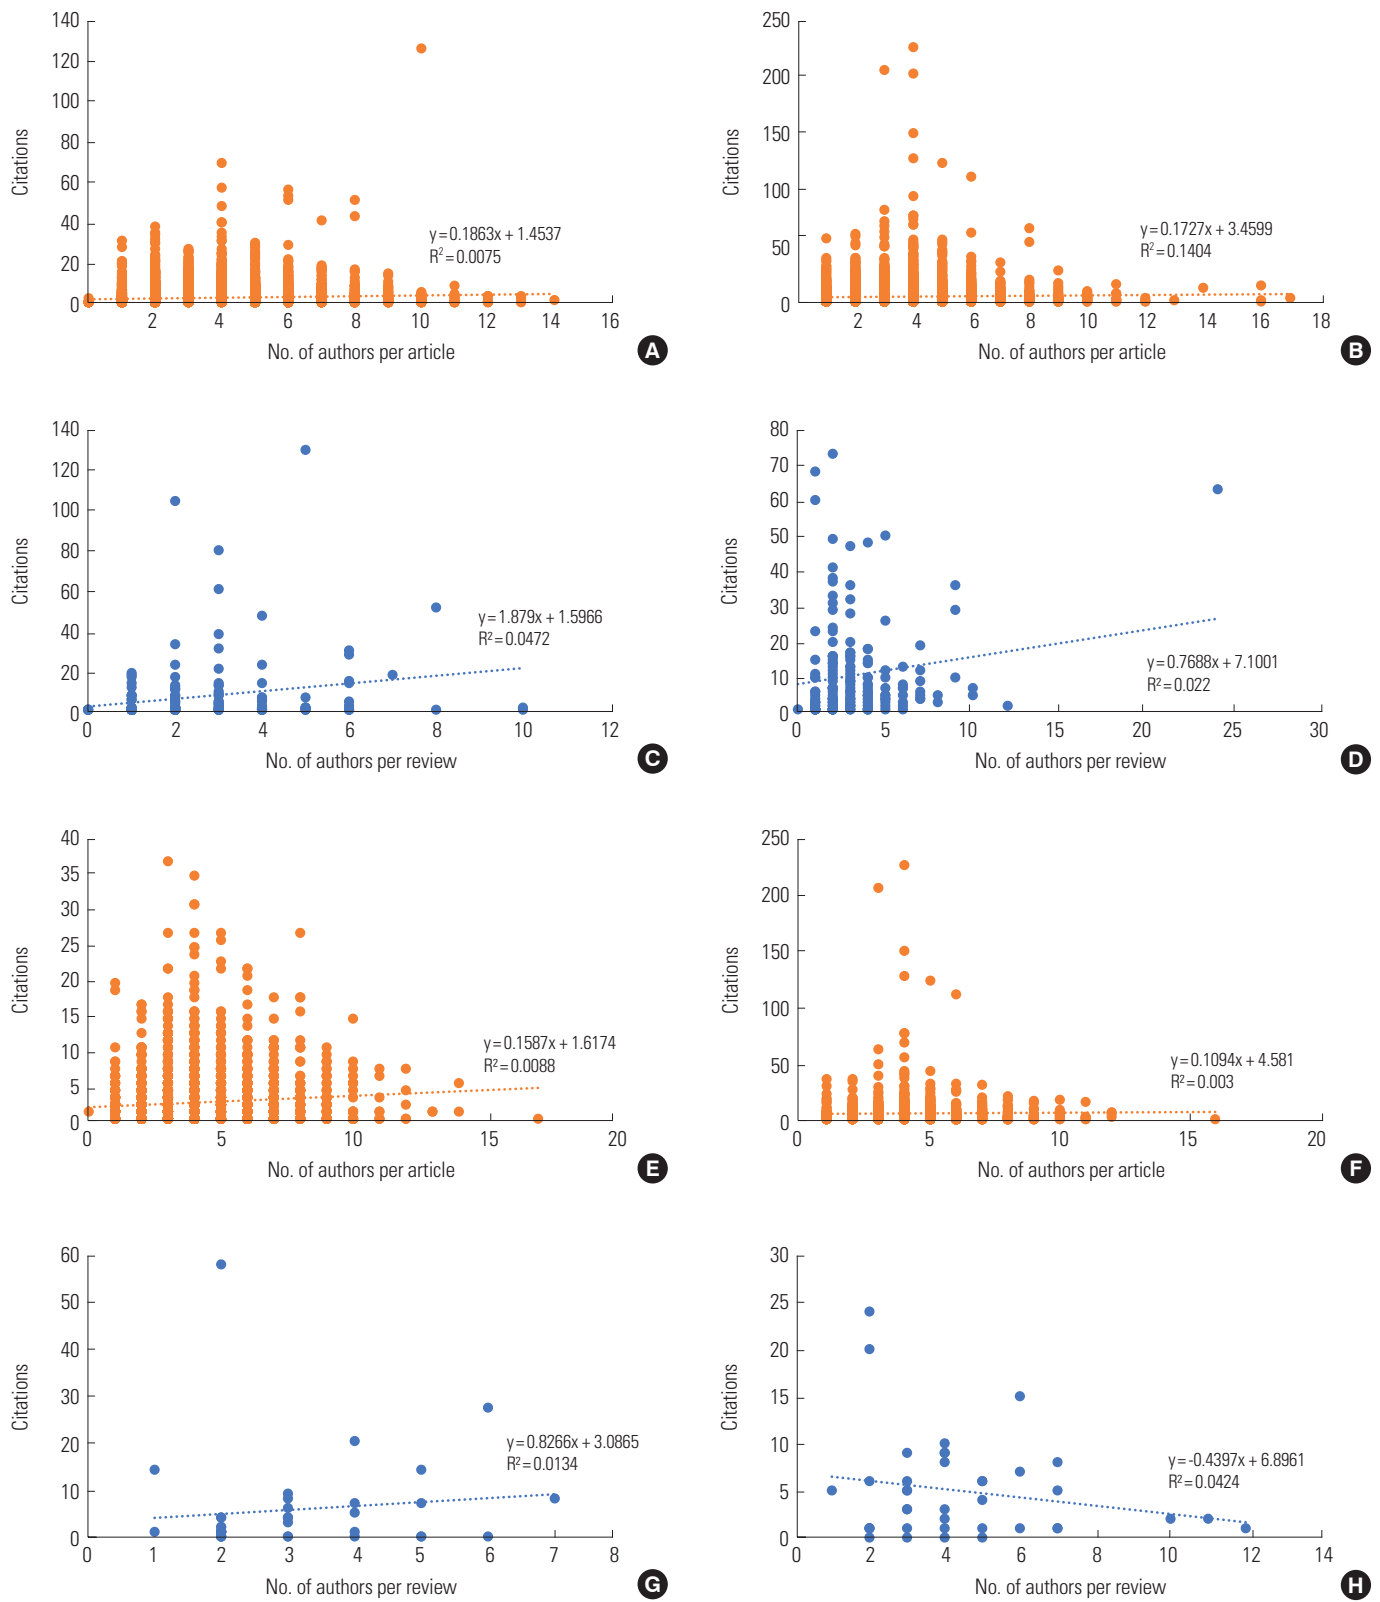 140
120
100
80
60
40
20
0
Citations
y=0.1863x + 1.4537
R²=0.0075
2 4 6 8 10 12 14 16
No. of authors per article
A
250
200
150
100
50
0
Citations
y=0.1727x + 3.4599
R²=0.1404
2 4 6 8 10 12 14 16 18
No. of authors per article
B
140
120
100
80
60
40
20
0
Citations
y=1.879x + 1.5966
R²=0.0472
0 2 4 6 8 10 12
No. of authors per review
C
80
70
60
50
40
30
20
10
0
Citations
y=0.7688x + 7.1001
R²=0.022
0 5 10 15 20 25 30
No. of authors per review
D
40
35
30
25
20
15
10
5
0
Citations
y=0.1587x + 1.6174
R²=0.0088
0 5 10 15 20
No. of authors per article
E
250
200
150
100
50
0
Citations
y=0.1094x + 4.581
R²=0.003
0 5 10 15 20
No. of authors per article
F
60
50
40
30
20
10
0
Citations
y=0.8266x + 3.0865
R²=0.0134
0 1 2 3 4 5 6 7 8
No. of authors per review
G
30
25
20
15
10
5
0
Citations
y=-0.4397x + 6.8961
R²=0.0424
0 2 4 6 8 10 12 14
No. of authors per review
H